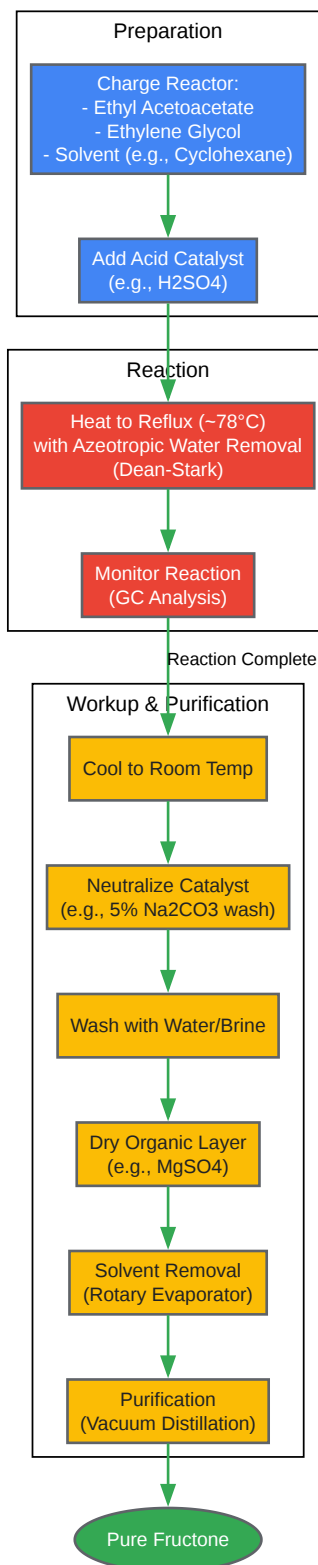 Preparation
Charge Reactor:
- Ethyl Acetoacetate
- Ethylene Glycol
- Solvent (e.g., Cyclohexane)
Add Acid Catalyst
(e.g., H2SO4)
Reaction
Heat to Reflux (~78°C)
with Azeotropic Water Removal
(Dean-Stark)
Monitor Reaction
(GC Analysis)
Reaction Complete
Workup & Purification
Cool to Room Temp
Neutralize Catalyst
(e.g., 5% Na2CO3 wash)
Wash with Water/Brine
Dry Organic Layer
(e.g., MgSO4)
Solvent Removal
(Rotary Evaporator)
Purification
(Vacuum Distillation)
Pure Fructone